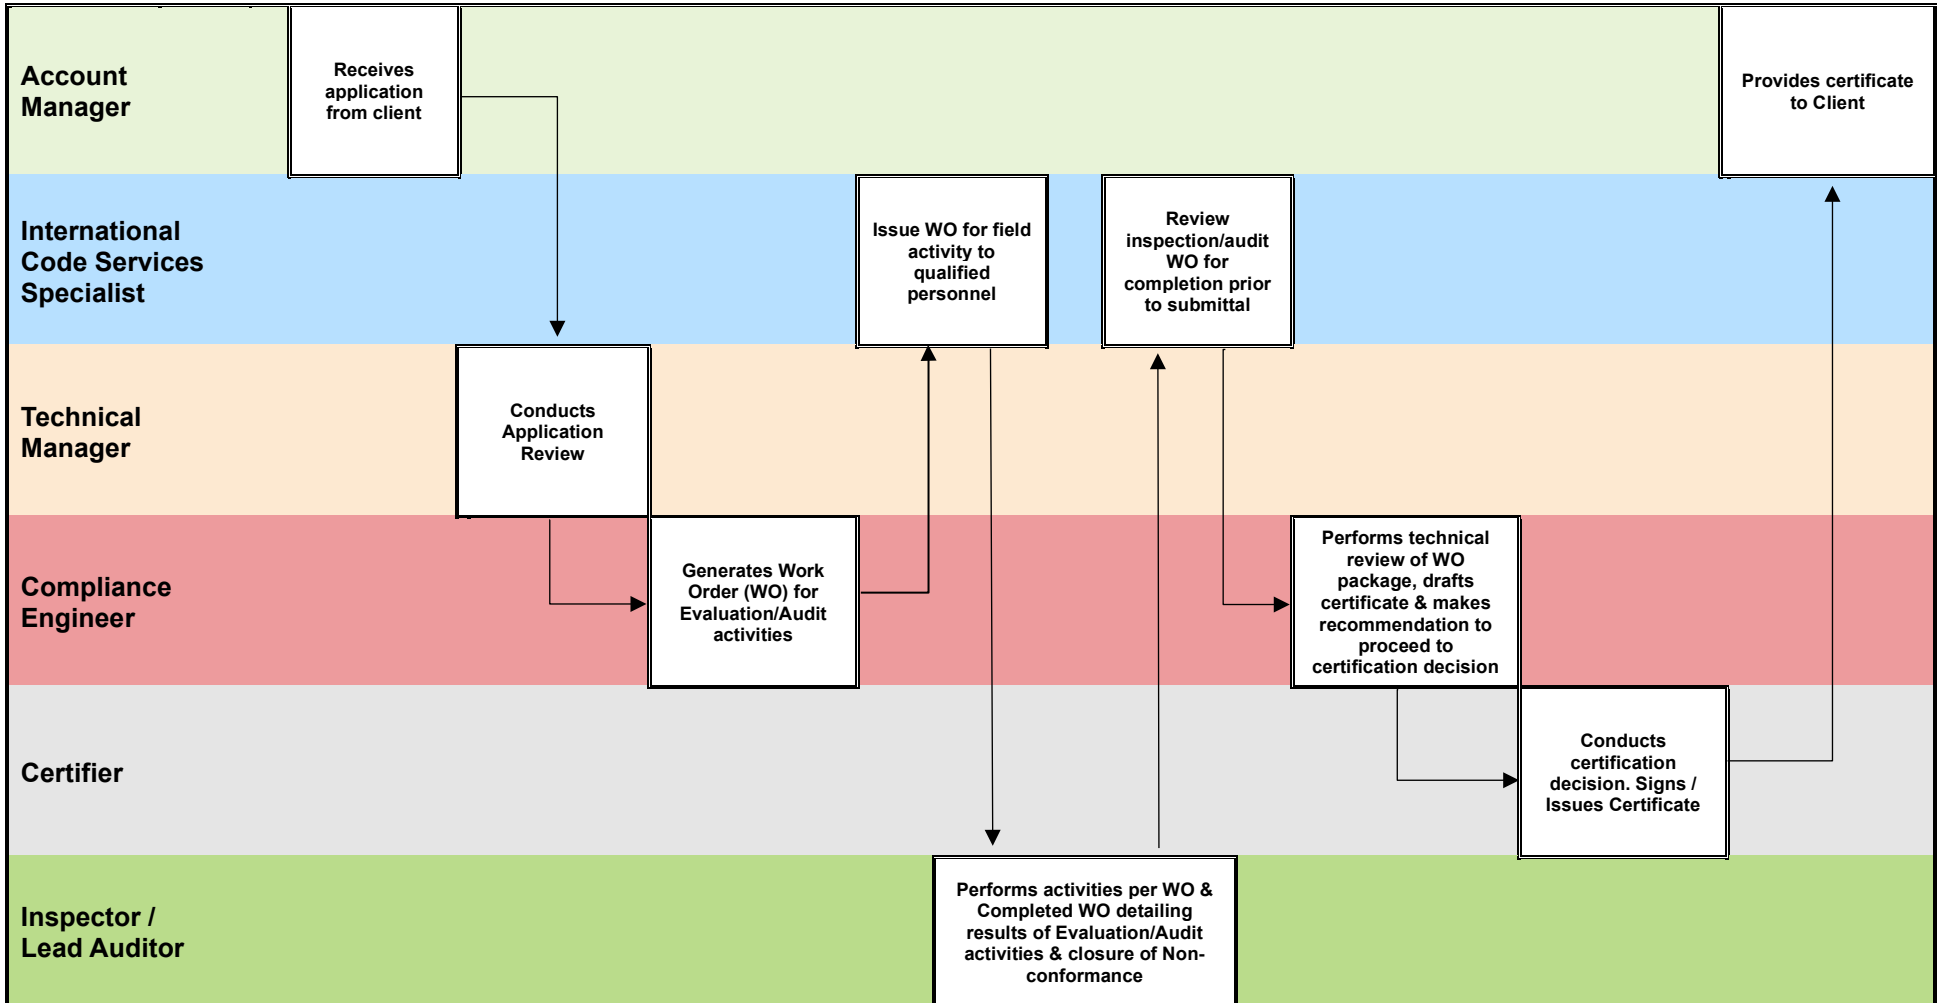 Account
Manager
Receives
application
from client
Provides certificate
to Client
International
Code Services
Specialist
Issue WO for field
activity to
qualified
personnel
Review
inspection/audit
WO for
completion prior
to submittal
Technical
Manager
Conducts
Application
Review
Compliance
Engineer
Generates Work
Order (WO) for
Evaluation/Audit
activities
Performs technical
review of WO
package, drafts
certificate & makes
recommendation to
proceed to
certification decision
Certifier
Conducts
certification
decision. Signs /
Issues Certificate
Inspector /
Lead Auditor
Performs activities per WO &
Completed WO detailing
results of Evaluation/Audit
activities & closure of Non-
conformance